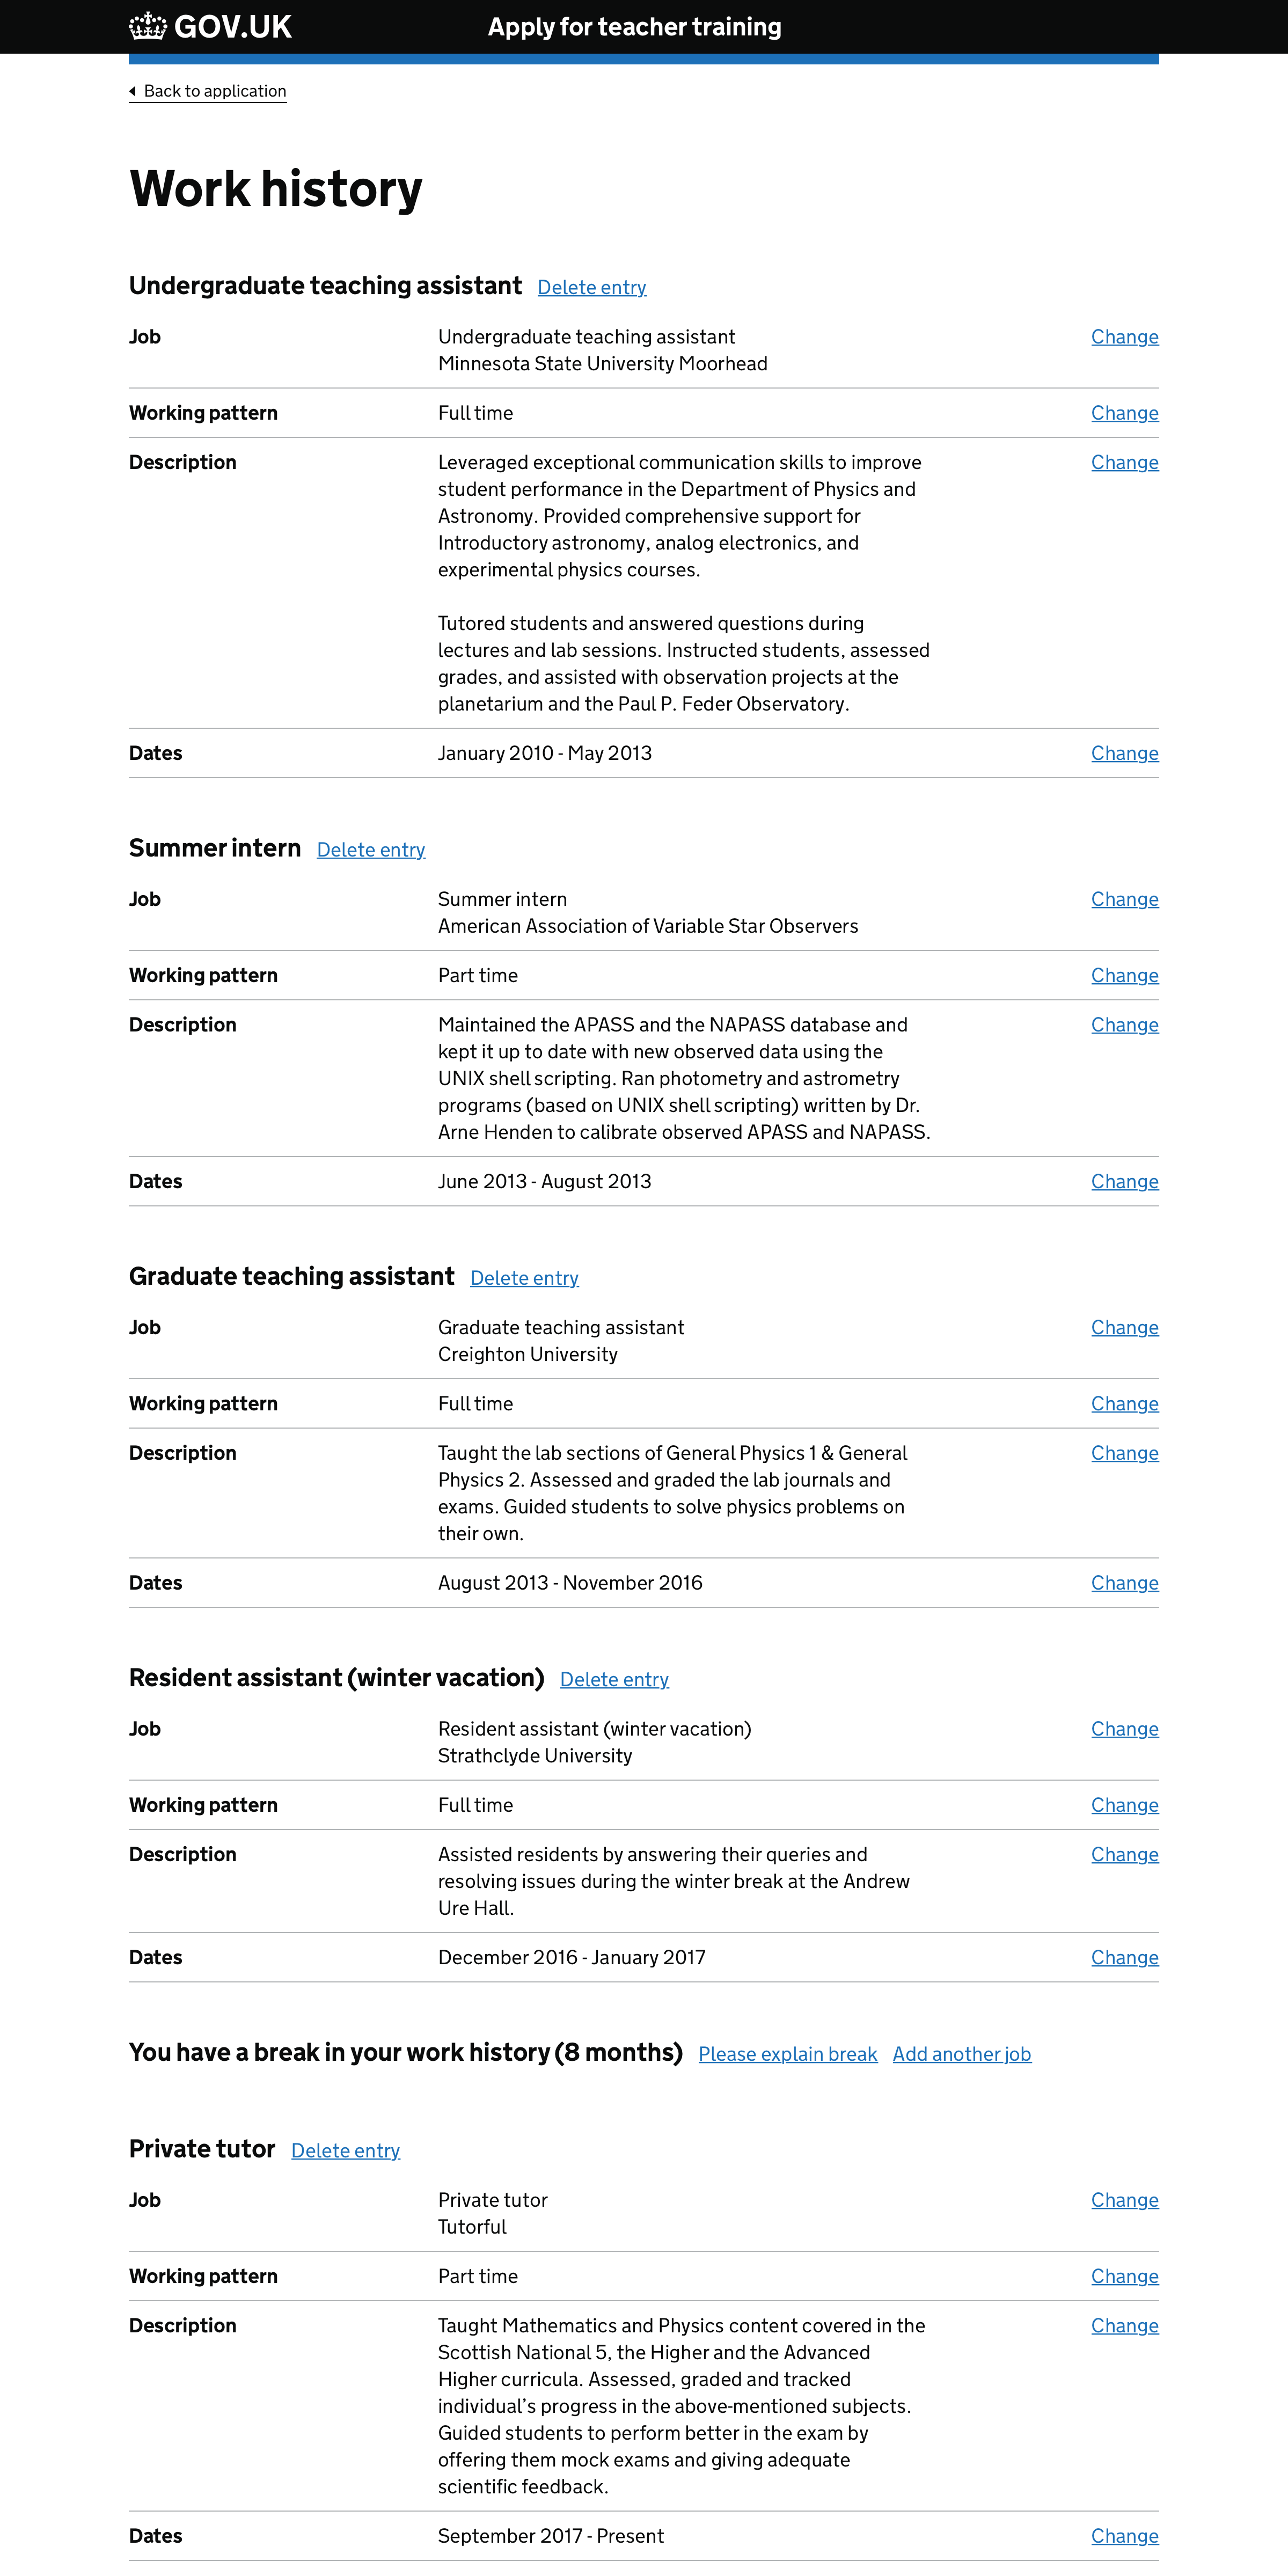 GOV.UK Apply for teacher training
Back to application
Work history
Undergraduate teaching assistant Delete entry
Job Undergraduate teaching assistant Change
Minnesota State University Moorhead
Working pattern Full time Change
Description Leveraged exceptional communication skills to improve Change
student performance in the Department of Physics and
Astronomy. Provided comprehensive support for
Introductory astronomy, analog electronics, and
experimental physics courses.
Tutored students and answered questions during
lectures and lab sessions. Instructed students, assessed
grades, and assisted with observation projects at the
planetarium and the Paul P. Feder Observatory.
Dates January 2010 - May 2013 Change
Summer intern Delete entry
Job Summer intern Change
American Association of Variable Star Observers
Working pattern Part time Change
Description Maintained the APASS and the NAPASS database and Change
kept it up to date with new observed data using the
UNIX shell scripting. Ran photometry and astrometry
programs (based on UNIX shell scripting) written by Dr.
Arne Henden to calibrate observed APASS and NAPASS.
Dates June 2013 - August 2013 Change
Graduate teaching assistant Delete entry
Job Graduate teaching assistant Change
Creighton University
Working pattern Full time Change
Description Taught the lab sections of General Physics 1 & General Change
Physics 2. Assessed and graded the lab journals and
exams. Guided students to solve physics problems on
their own.
Dates August 2013 - November 2016 Change
Resident assistant (winter vacation) Delete entry
Job Resident assistant (winter vacation) Change
Strathclyde University
Working pattern Full time Change
Description Assisted residents by answering their queries and Change
resolving issues during the winter break at the Andrew
Ure Hall.
Dates December 2016 - January 2017 Change
You have a break in your work history (8 months) Please explain break Add another job
Private tutor Delete entry
Job Private tutor Change
Tutorful
Working pattern Part time Change
Description Taught Mathematics and Physics content covered in the Change
Scottish National 5, the Higher and the Advanced
Higher curricula. Assessed, graded and tracked
individual’s progress in the above-mentioned subjects.
Guided students to perform better in the exam by
offering them mock exams and giving adequate
scientific feedback.
Dates September 2017 - Present Change